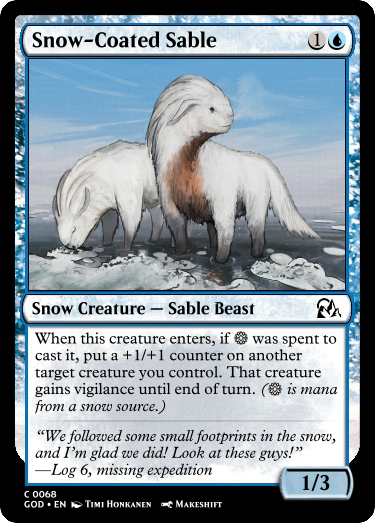 Snow-Coated Sable 1
Snow Creature — Sable Beast
When this creature enters, if was spent to
cast it, put a +1/+1 counter on another
target creature you control. That creature
gains vigilance until end of turn. ( is mana
from a snow source.)
“We followed some small footprints in the snow,
and I’m glad we did! Look at these guys!”
—Log 6, missing expedition
1/3
C 0068
GOD • EN Timi Honkanen Makeshift